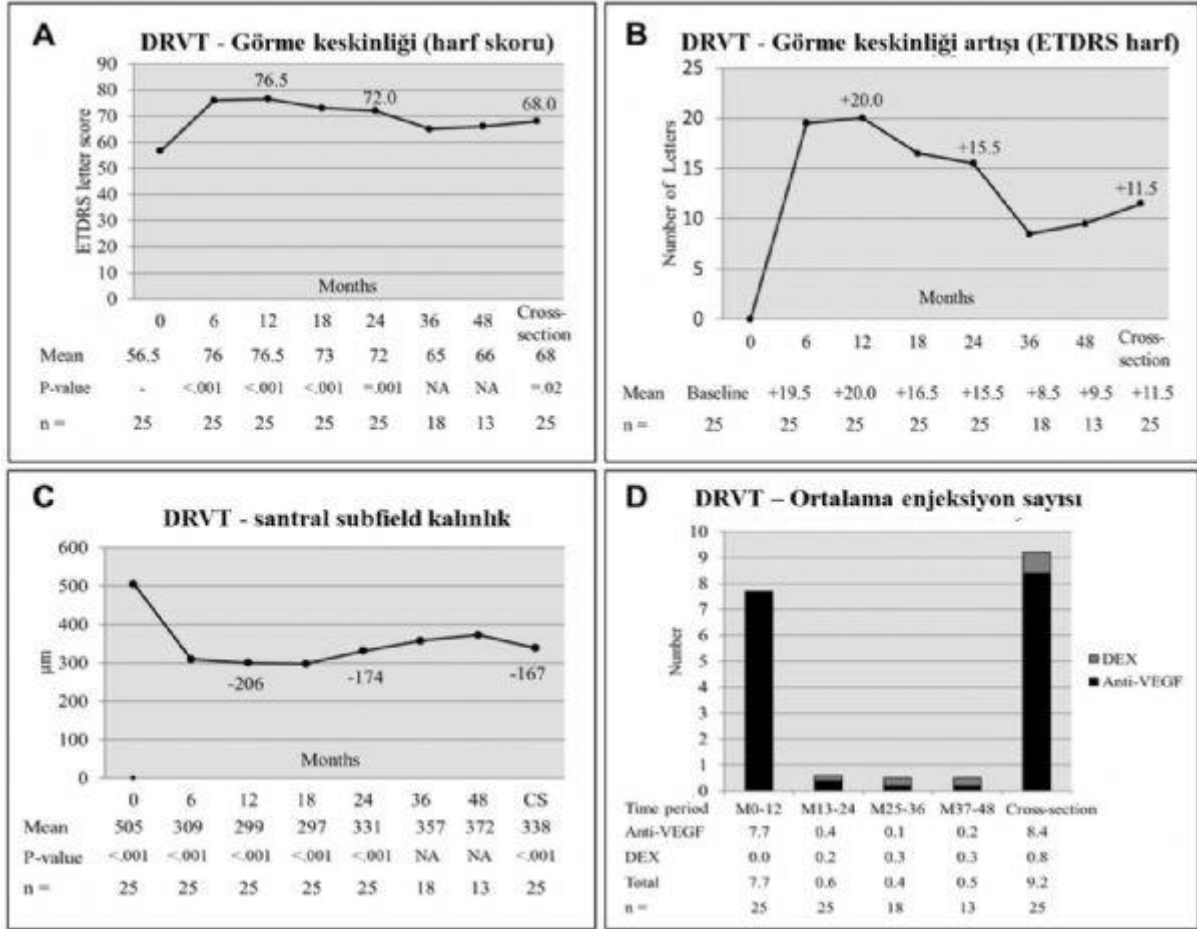 A
DRVT - Görme keskinliği (harf skoru)
ETDRS letter score
90
80
70
60
50
40
30
20
10
0
76.5
72.0
68.0
Months
0 6 12 18 24 36 48 Cross-section
Mean 56.5 76 76.5 73 72 65 66 68
P-value - <.001 <.001 <.001 =.001 NA NA =.02
n = 25 25 25 25 25 18 13 25
B
DRVT - Görme keskinliği artışı (ETDRS harf)
Number of Letters
25
20
15
10
5
0
+20.0
+15.5
+11.5
Months
0 6 12 18 24 36 48 Cross-section
Mean Baseline +19.5 +20.0 +16.5 +15.5 +8.5 +9.5 +11.5
n = 25 25 25 25 25 18 13 25
C
DRVT - santral subfield kalınlık
µm
600
500
400
300
200
100
0
-206
-174
-167
Months
0 6 12 18 24 36 48 CS
Mean 505 309 299 297 331 357 372 338
P-value <.001 <.001 <.001 <.001 <.001 NA NA <.001
n = 25 25 25 25 25 18 13 25
D
DRVT – Ortalama enjeksiyon sayısı
Number
10
9
8
7
6
5
4
3
2
1
0
DEX
Anti-VEGF
Time period M0-12 M13-24 M25-36 M37-48 Cross-section
Anti-VEGF 7.7 0.4 0.1 0.2 8.4
DEX 0.0 0.2 0.3 0.3 0.8
Total 7.7 0.6 0.4 0.5 9.2
n = 25 25 18 13 25